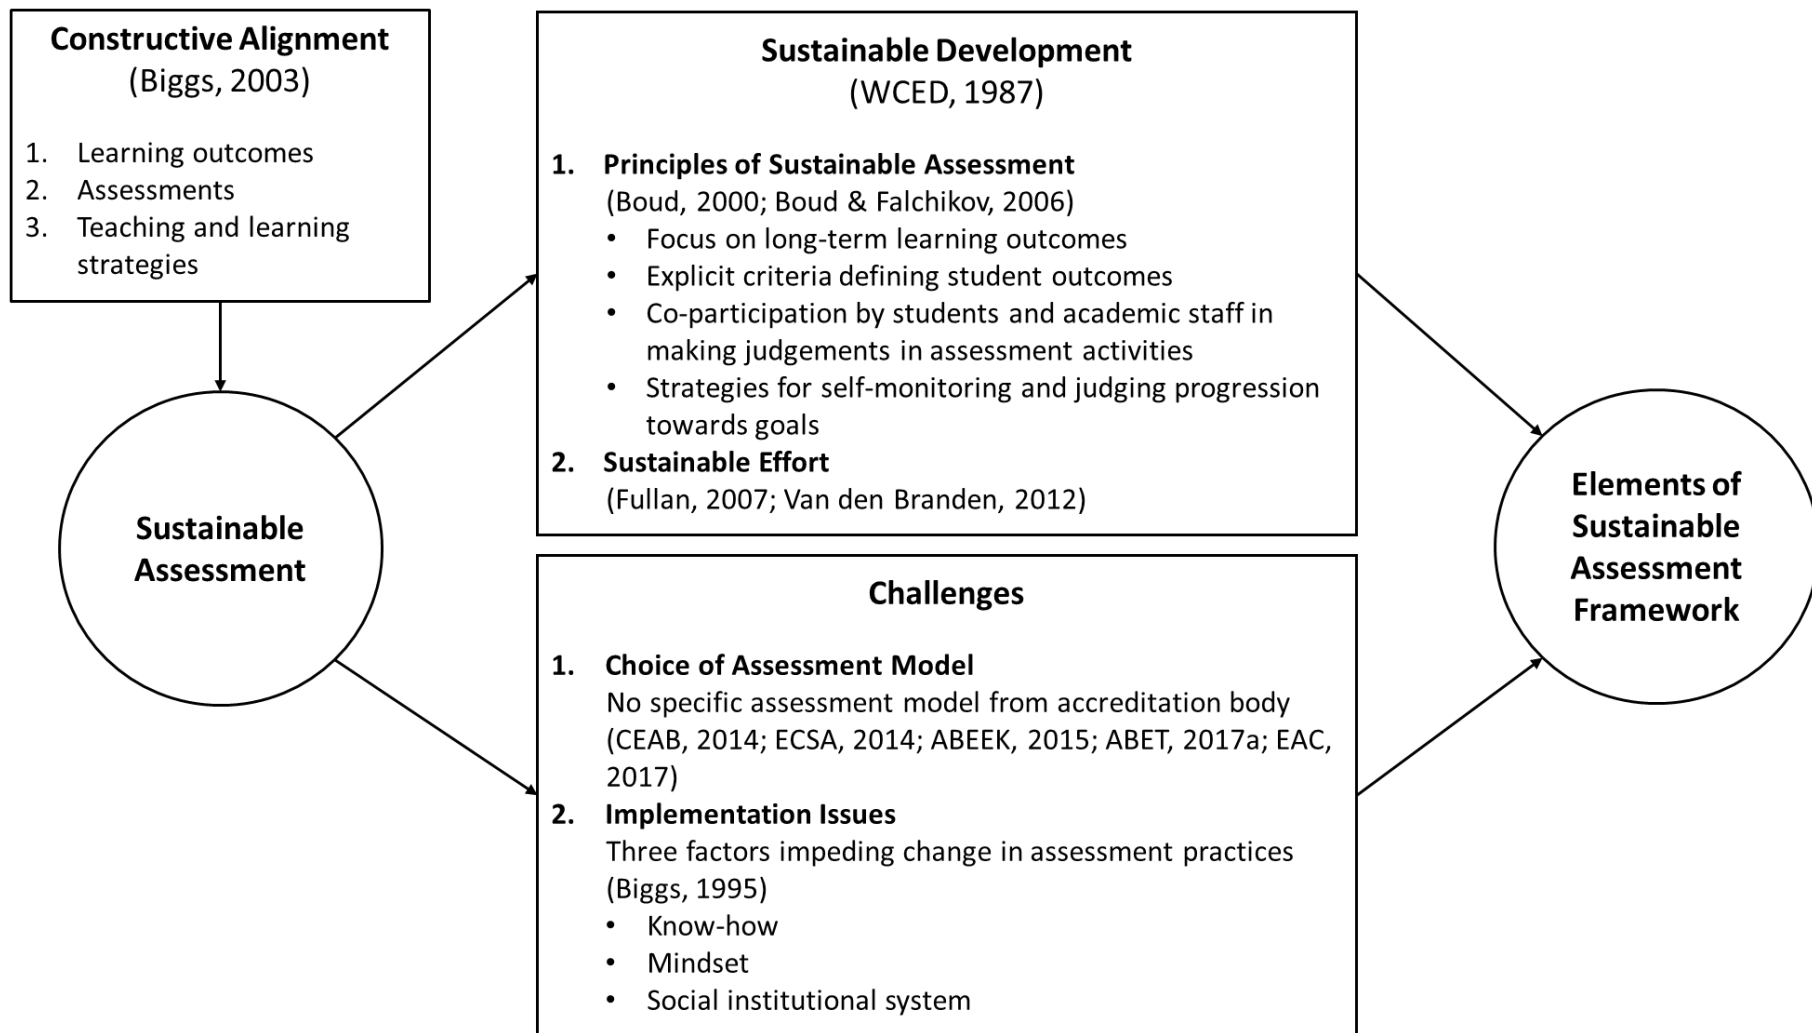 Constructive Alignment
(Biggs, 2003)
1. Learning outcomes
2. Assessments
3. Teaching and learning
strategies
Sustainable
Assessment
Sustainable Development
(WCED, 1987)
1. Principles of Sustainable Assessment
(Boud, 2000; Boud & Falchikov, 2006)
• Focus on long-term learning outcomes
• Explicit criteria defining student outcomes
• Co-participation by students and academic staff in
making judgements in assessment activities
• Strategies for self-monitoring and judging progression
towards goals
2. Sustainable Effort
(Fullan, 2007; Van den Branden, 2012)
Challenges
1. Choice of Assessment Model
No specific assessment model from accreditation body
(CEAB, 2014; ECSA, 2014; ABEEK, 2015; ABET, 2017a; EAC,
2017)
2. Implementation Issues
Three factors impeding change in assessment practices
(Biggs, 1995)
• Know-how
• Mindset
• Social institutional system
Elements of
Sustainable
Assessment
Framework